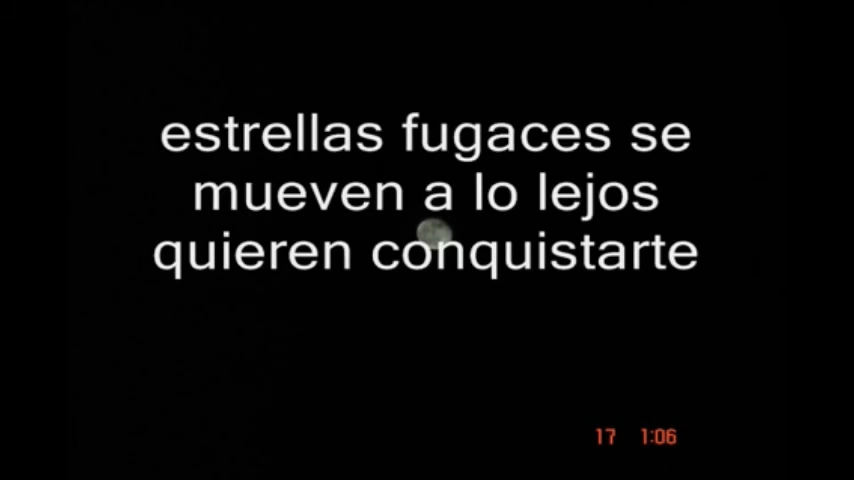 estrellas fugaces se
mueven a lo lejos
quieren conquistarte
17 1:06